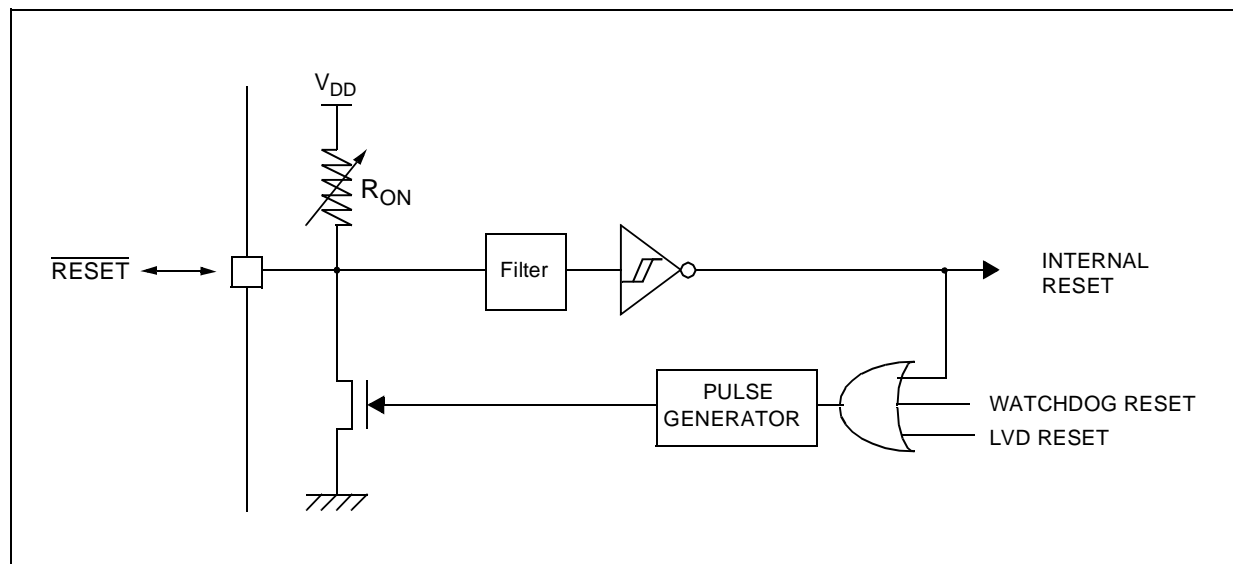 VDD
RON
RESET
Filter
INTERNAL
RESET
PULSE
GENERATOR
WATCHDOG RESET
LVD RESET